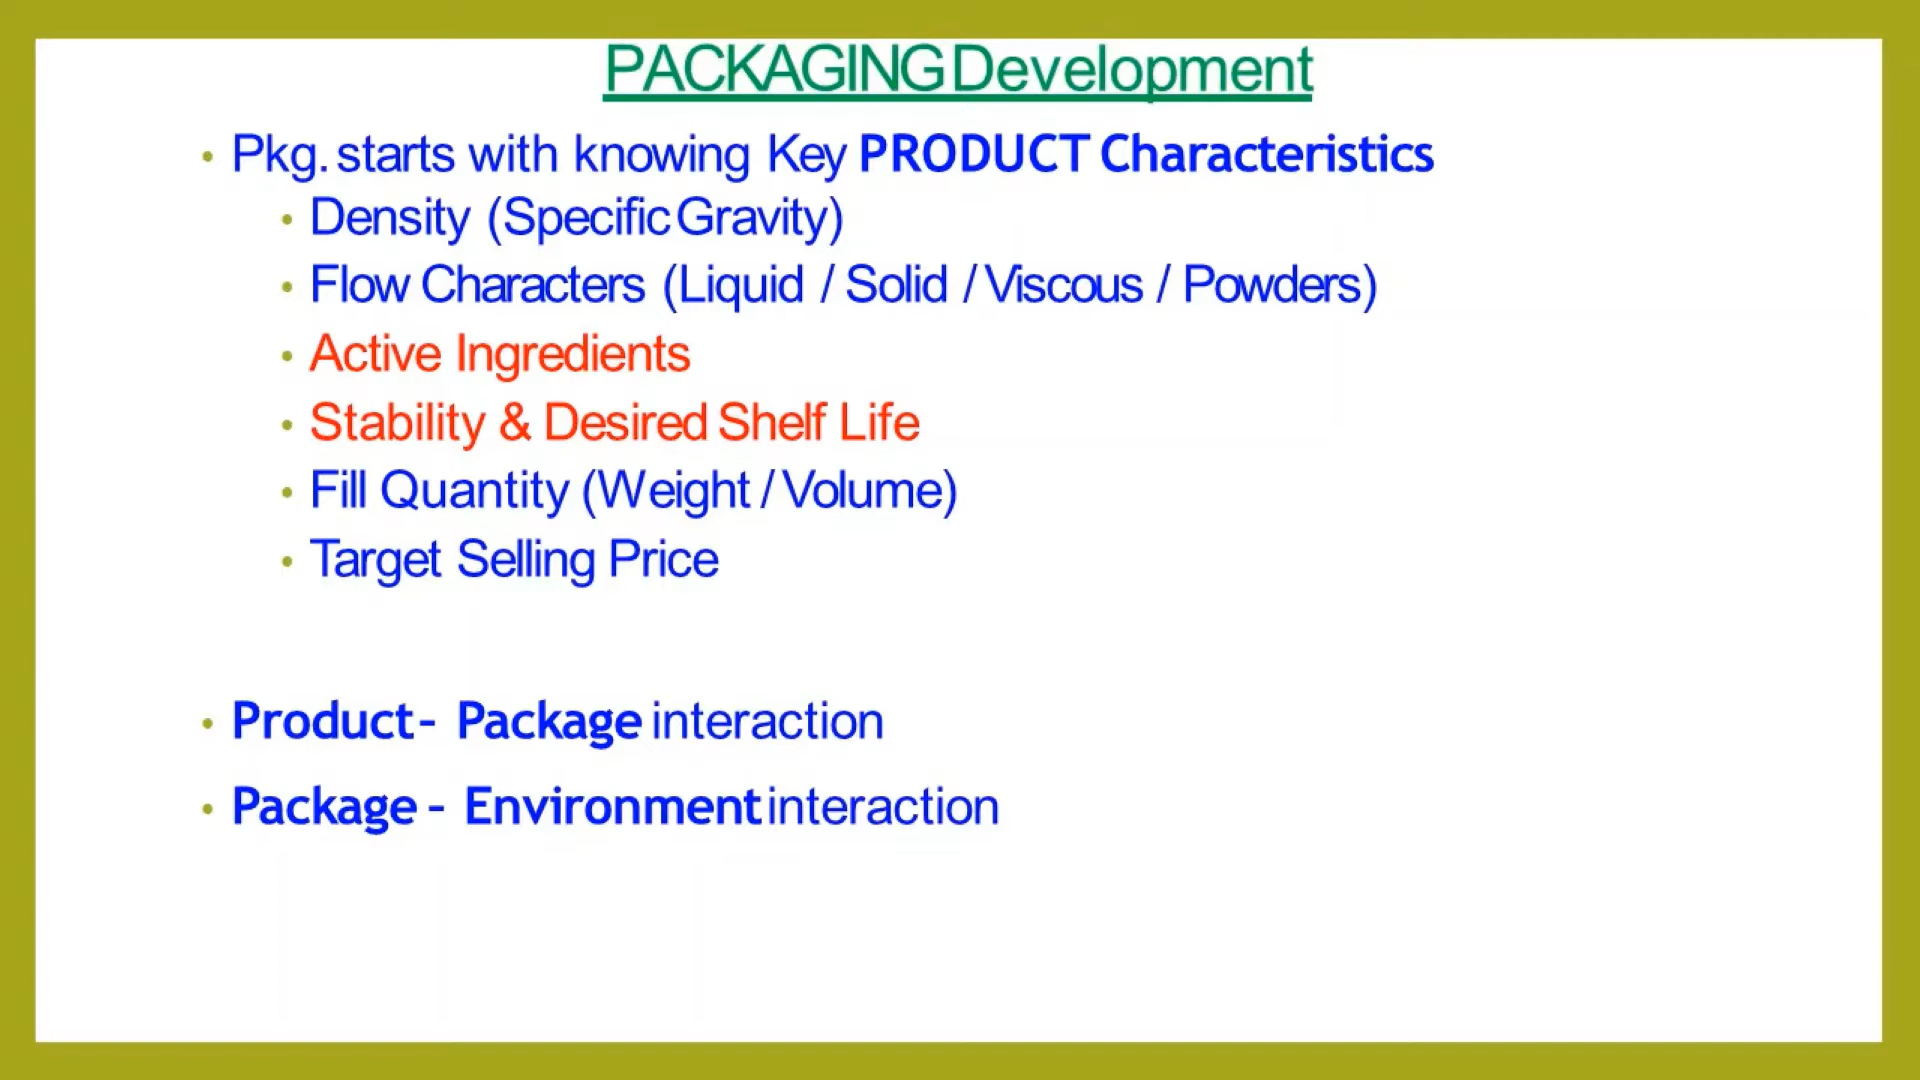 PACKAGING Development
• Pkg. starts with knowing Key PRODUCT Characteristics
• Density (Specific Gravity)
• Flow Characters (Liquid / Solid / Viscous / Powders)
• Active Ingredients
• Stability & Desired Shelf Life
• Fill Quantity (Weight / Volume)
• Target Selling Price
• Product – Package interaction
• Package – Environment interaction